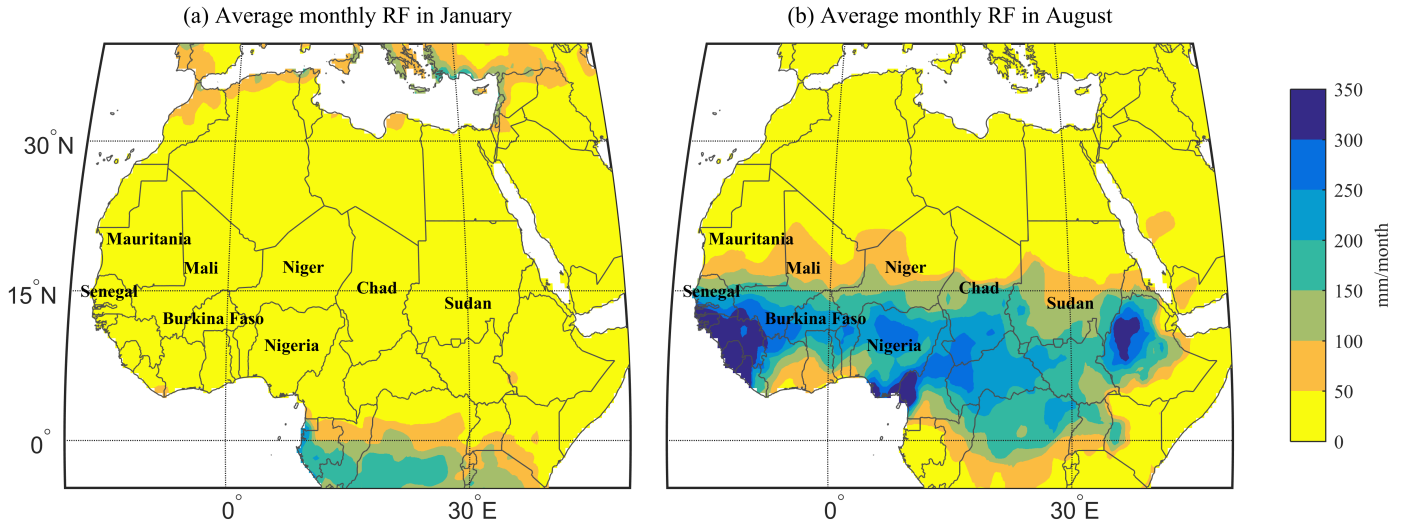 (a) Average monthly RF in January
(b) Average monthly RF in August
30°N
15°N
0°
0°
30°E
Mauritania
Mali
Niger
Chad
Sudan
Senegal
Burkina Faso
Nigeria
0°
30°E
Mauritania
Mali
Niger
Chad
Sudan
Senegal
Burkina Faso
Nigeria
350
300
250
200
150
100
50
0
mm/month